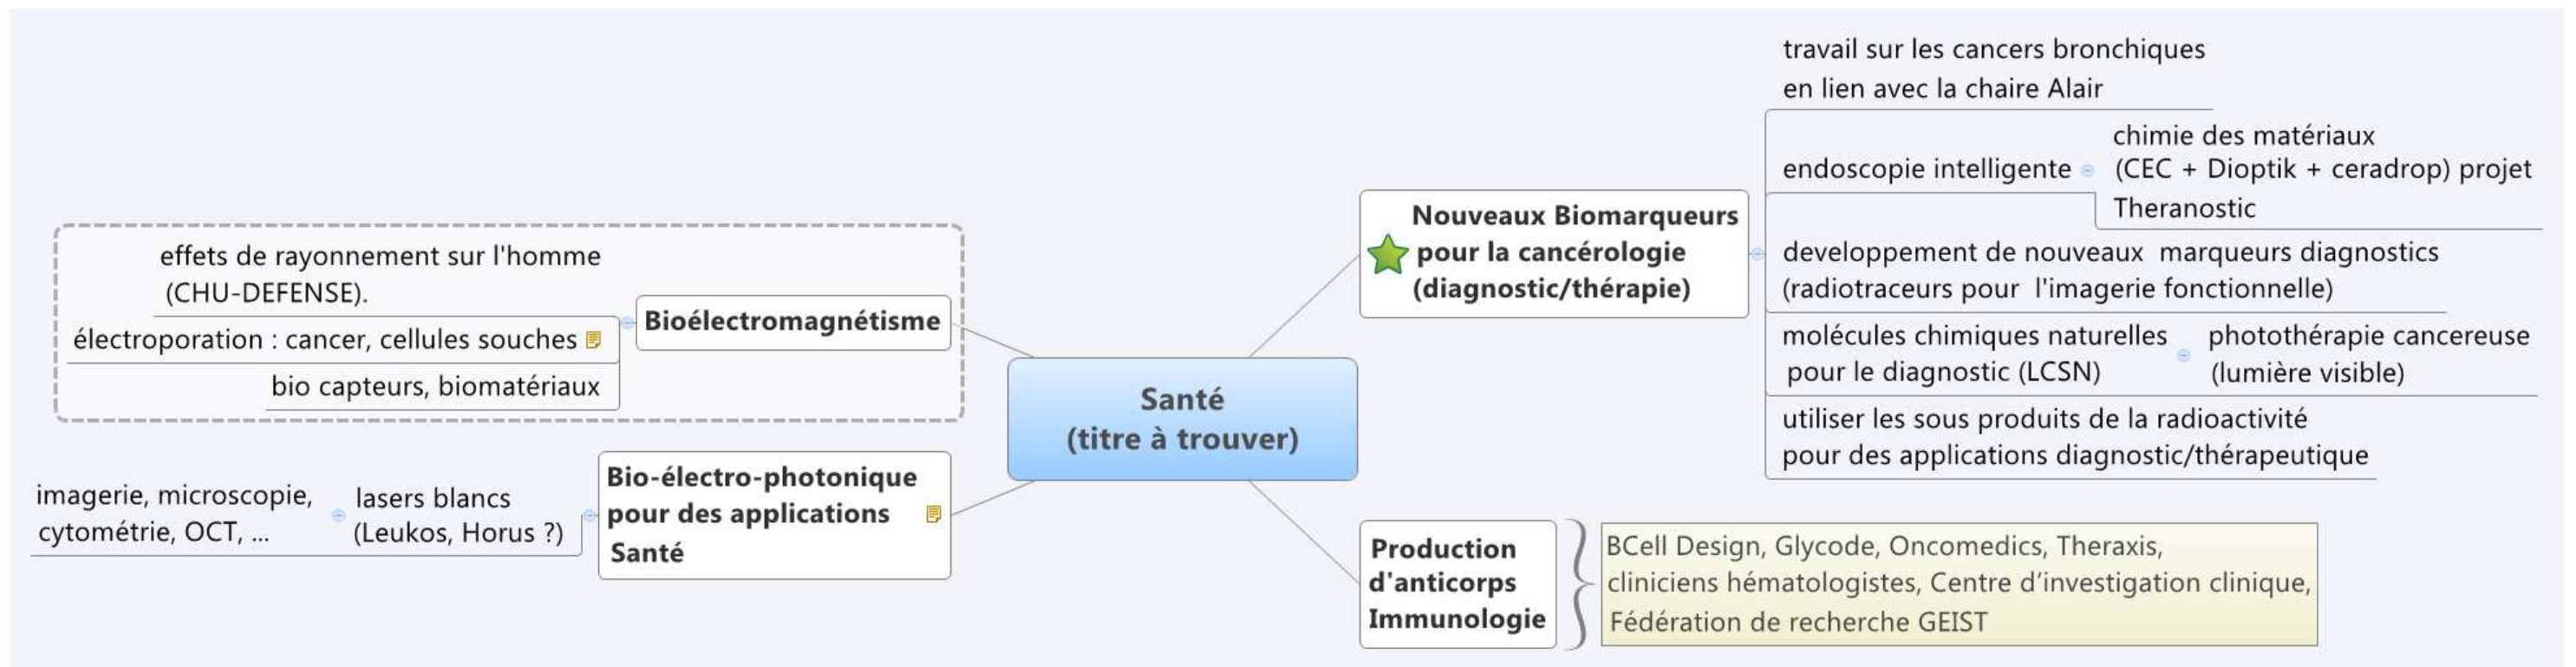 travail sur les cancers bronchiques
en lien avec la chaire Alair
endoscopie intelligente
chimie des matériaux
(CEC + Dioptik + ceradrop) projet
Theranostic
Nouveaux Biomarqueurs
pour la cancérologie
(diagnostic/thérapie)
developpement de nouveaux marqueurs diagnostics
(radiotraceurs pour l'imagerie fonctionnelle)
molécules chimiques naturelles
pour le diagnostic (LCSN)
photothérapie cancereuse
(lumière visible)
utiliser les sous produits de la radioactivité
pour des applications diagnostic/thérapeutique
effets de rayonnement sur l'homme
(CHU-DEFENSE).
Bioélectromagnétisme
électroporation : cancer, cellules souches
bio capteurs, biomatériaux
Santé
(titre à trouver)
Bio-électro-photonique
pour des applications
Santé
lasers blancs
(Leukos, Horus ?)
imagerie, microscopie,
cytométrie, OCT, ...
Production
d'anticorps
Immunologie
BCell Design, Glycode, Oncomedics, Theraxis,
cliniciens hématologistes, Centre d’investigation clinique,
Fédération de recherche GEIST